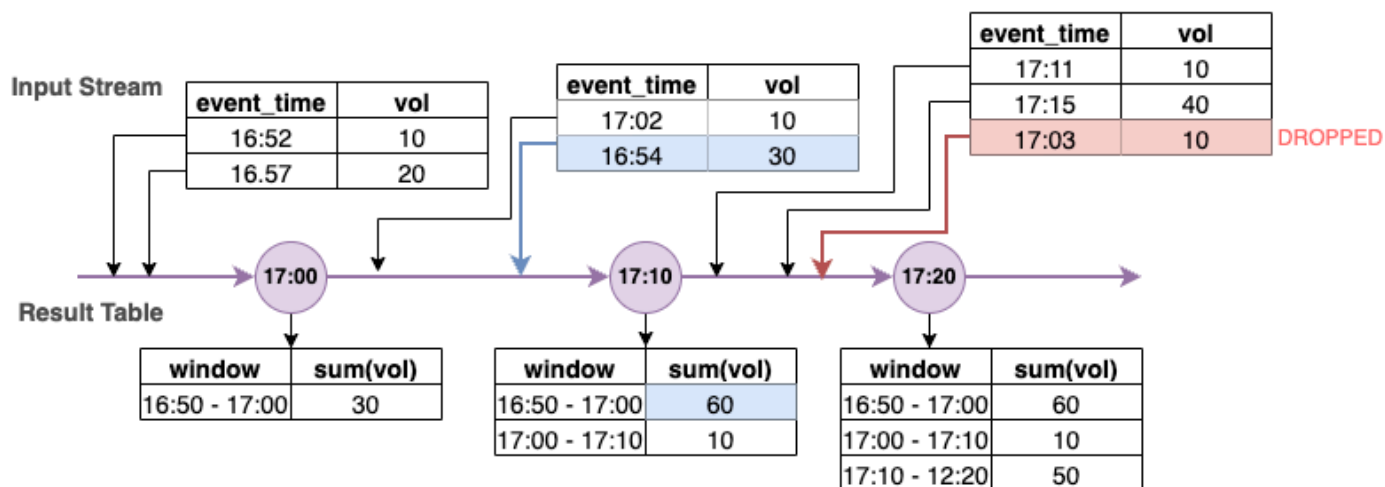 Input Stream
event_time vol
16:52 10
16.57 20
event_time vol
17:02 10
16:54 30
event_time vol
17:11 10
17:15 40
17:03 10 DROPPED
17:00 17:10 17:20
Result Table
window sum(vol)
16:50 - 17:00 30
window sum(vol)
16:50 - 17:00 60
17:00 - 17:10 10
window sum(vol)
16:50 - 17:00 60
17:00 - 17:10 10
17:10 - 12:20 50